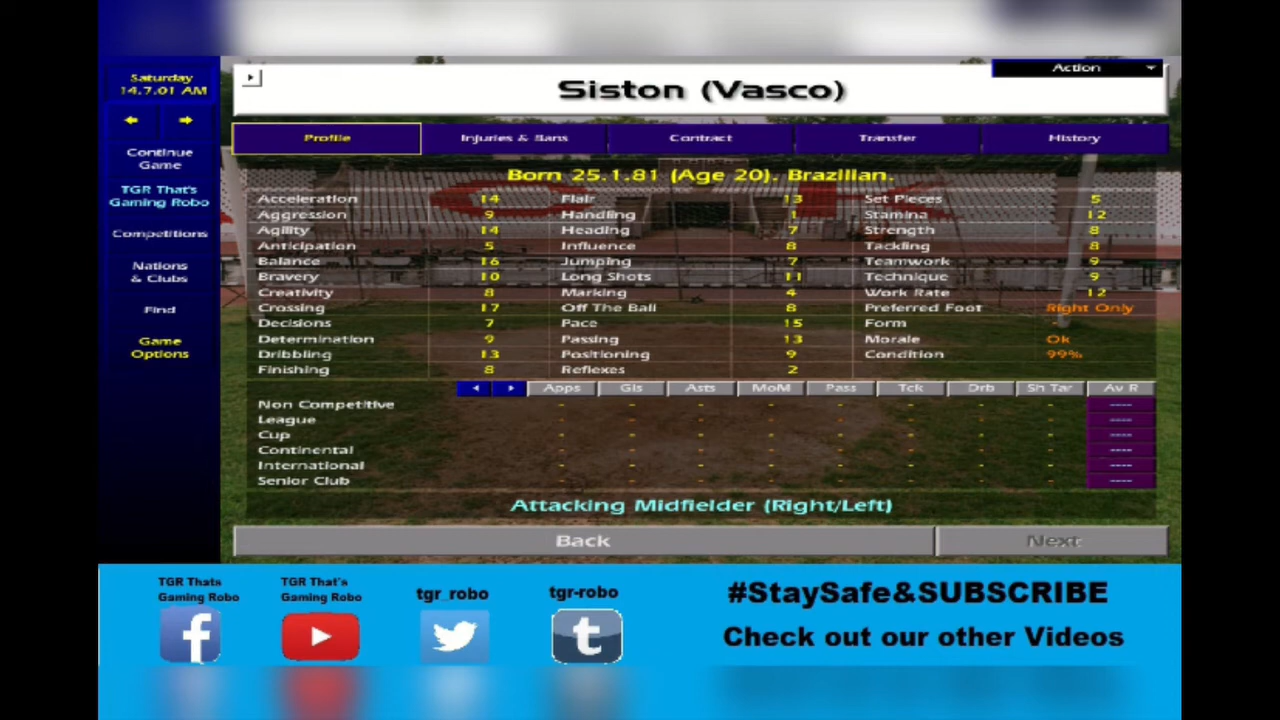 Saturday
14.7.01 AM
Continue
Game
TGR That's
Gaming Robo
Competitions
Nations
& Clubs
Find
Game
Options
Siston (Vasco)
Action
Profile Injuries & Bans Contract Transfer History
Born 25.1.81 (Age 20). Brazilian.
Acceleration 14 Flair 13 Set Pieces 5
Aggression 9 Handling 1 Stamina 12
Agility 14 Heading 7 Strength 8
Anticipation 5 Influence 8 Tackling 8
Balance 16 Jumping 7 Teamwork 9
Bravery 10 Long Shots 11 Technique 9
Creativity 8 Marking 4 Work Rate 12
Crossing 17 Off The Ball 8 Preferred Foot Right Only
Decisions 7 Pace 15 Form -
Determination 9 Passing 13 Morale Ok
Dribbling 13 Positioning 9 Condition 99%
Finishing 8 Reflexes 2
Apps Gls Asts MoM Pass Tck Drb Sh Tar Av R
Non Competitive - - - - - - - - ----
League - - - - - - - - ----
Cup - - - - - - - - ----
Continental - - - - - - - - ----
International - - - - - - - - ----
Senior Club - - - - - - - - ----
Attacking Midfielder (Right/Left)
Back Next
TGR Thats
Gaming Robo
TGR That's
Gaming Robo
tgr_robo
tgr-robo
#StaySafe&SUBSCRIBE
Check out our other Videos